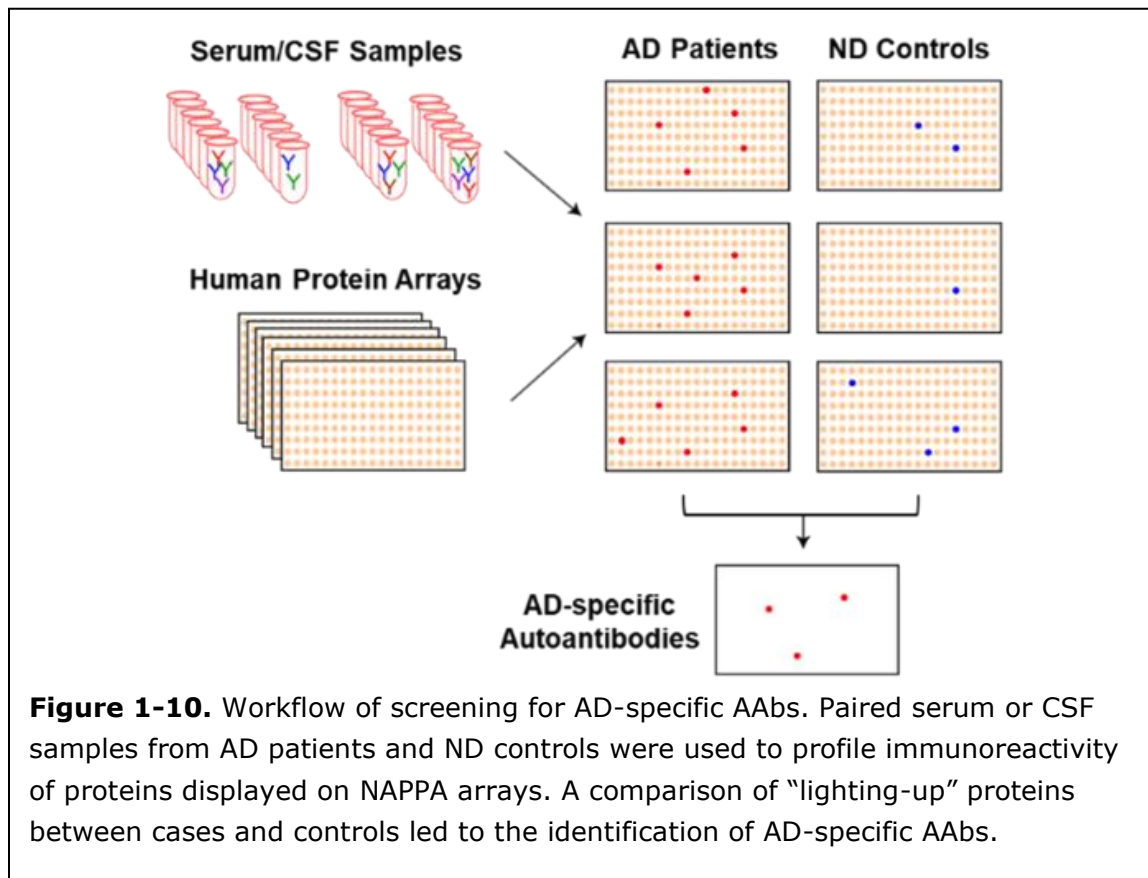 Serum/CSF Samples
AD Patients
ND Controls
Human Protein Arrays
AD-specific
Autoantibodies
Figure 1-10. Workflow of screening for AD-specific AAbs. Paired serum or CSF
samples from AD patients and ND controls were used to profile immunoreactivity
of proteins displayed on NAPPA arrays. A comparison of “lighting-up” proteins
between cases and controls led to the identification of AD-specific AAbs.